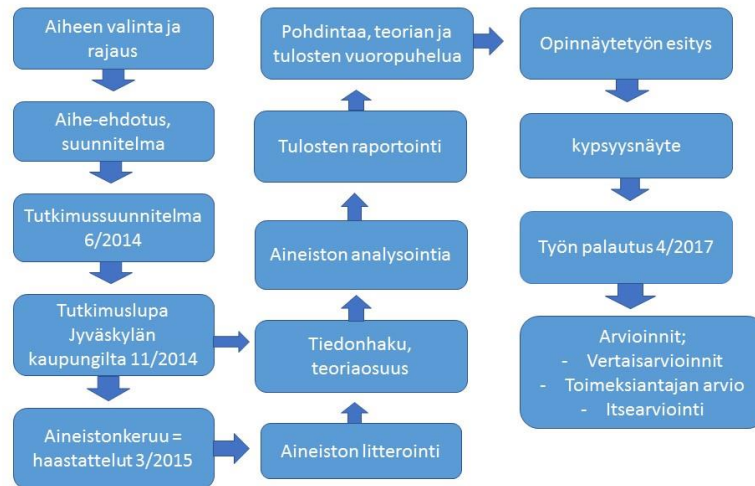 Aiheen valinta ja
rajaus
Aihe-ehdotus,
suunnitelma
Tutkimussuunnitelma
6/2014
Tutkimuslupa
Jyväskylän
kaupungilta 11/2014
Aineistonkeruu =
haastattelut 3/2015
Pohdintaa, teorian ja
tulosten vuoropuhelua
Tulosten raportointi
Aineiston analysointia
Tiedonhaku,
teoriaosuus
Aineiston litterointi
Opinnäytetyön esitys
kypsyysnäyte
Työn palautus 4/2017
Arvioinnit;
- Vertaisarvioinnit
- Toimeksiantajan arvio
- Itsearviointi